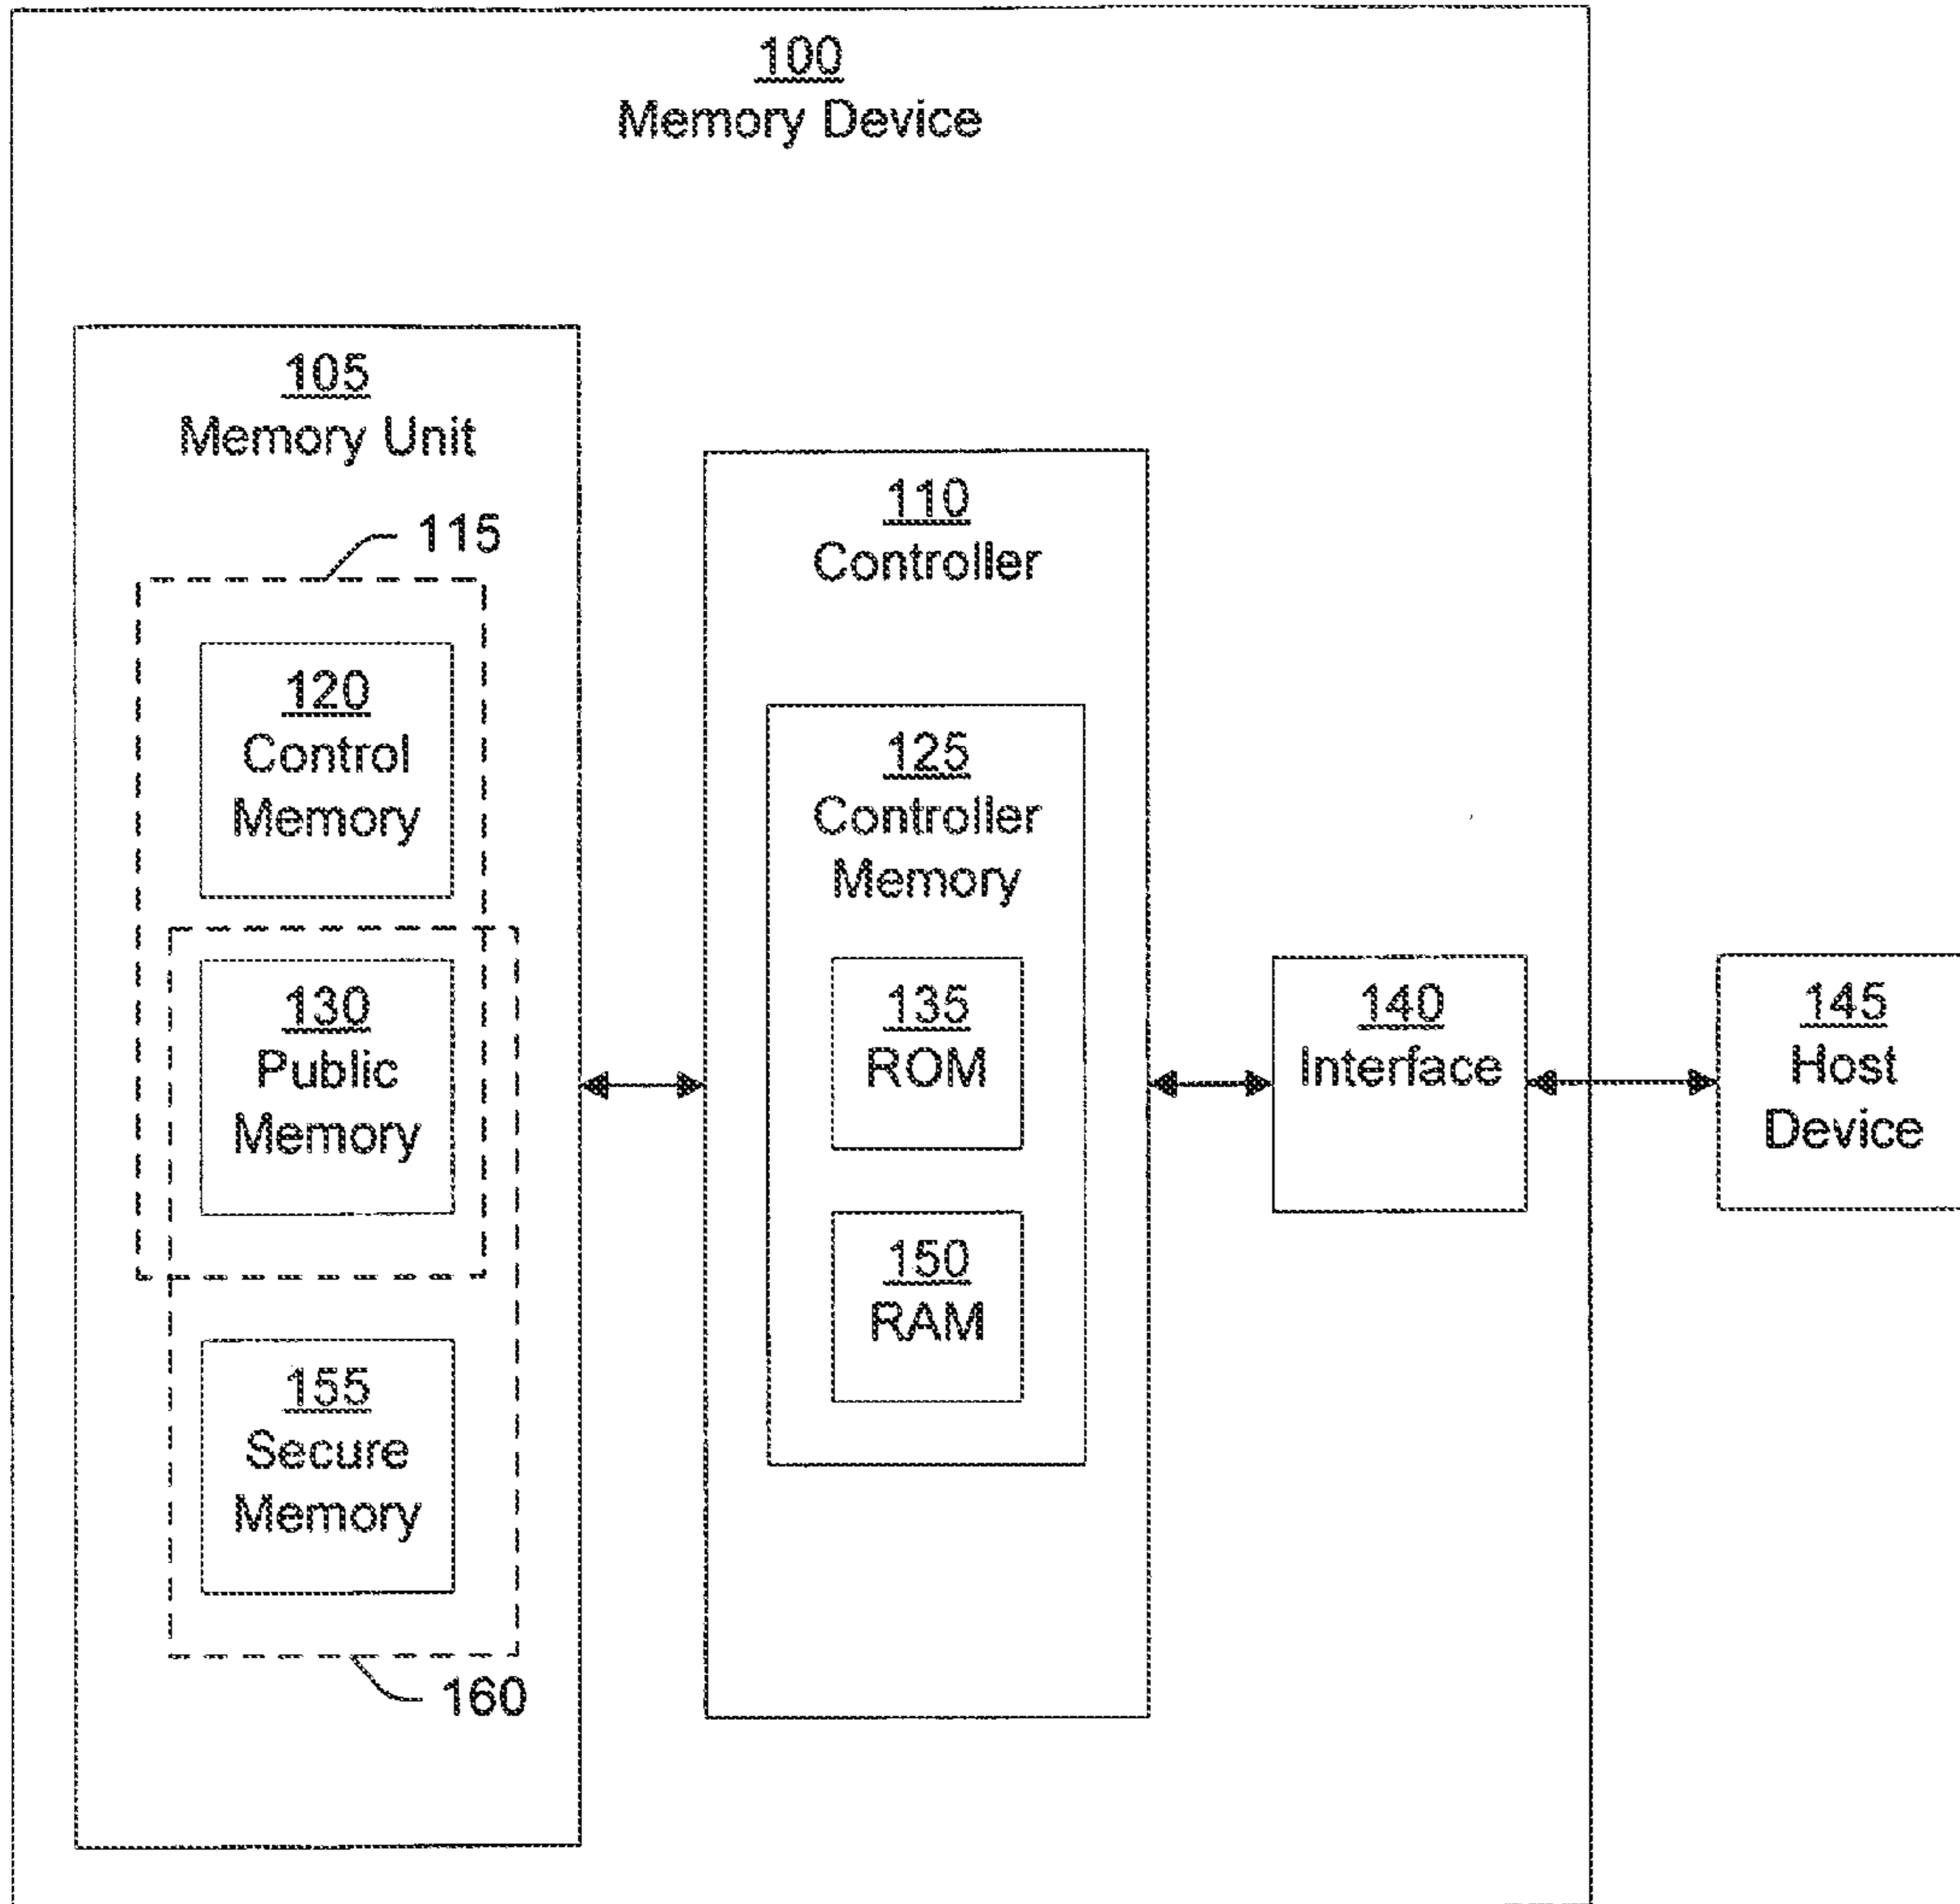 100
Memory Device
105
Memory Unit
115
120
Control
Memory
130
Public
Memory
155
Secure
Memory
160
110
Controller
125
Controller
Memory
135
ROM
150
RAM
140
Interface
145
Host
Device